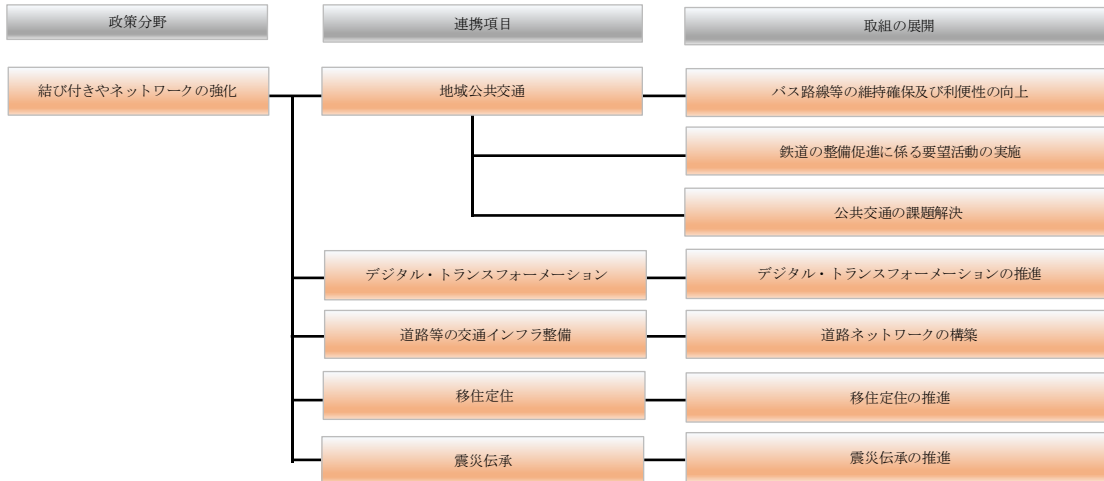 政策分野
連携項目
取組の展開
結び付きやネットワークの強化
地域公共交通
バス路線等の維持確保及び利便性の向上
鉄道の整備促進に係る要望活動の実施
公共交通の課題解決
デジタル・トランスフォーメーション
デジタル・トランスフォーメーションの推進
道路等の交通インフラ整備
道路ネットワークの構築
移住定住
移住定住の推進
震災伝承
震災伝承の推進